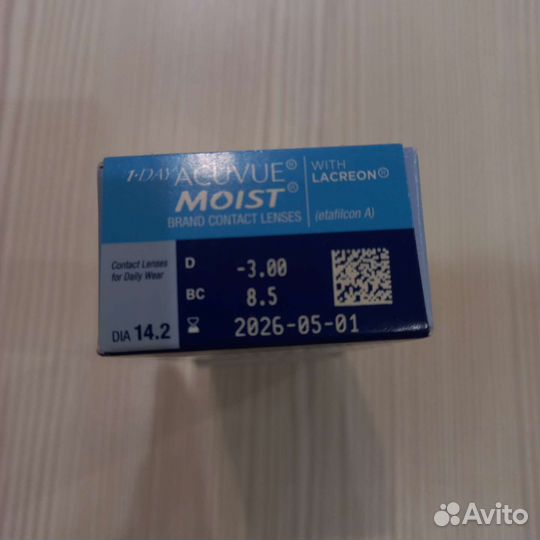 1-DAY ACUVUE®
MOIST®
BRAND CONTACT LENSES
WITH
LACREON®
(etafilcon A)
Contact Lenses
for Daily Wear
DIA 14.2
D -3.00
BC 8.5
2026-05-01
Avito